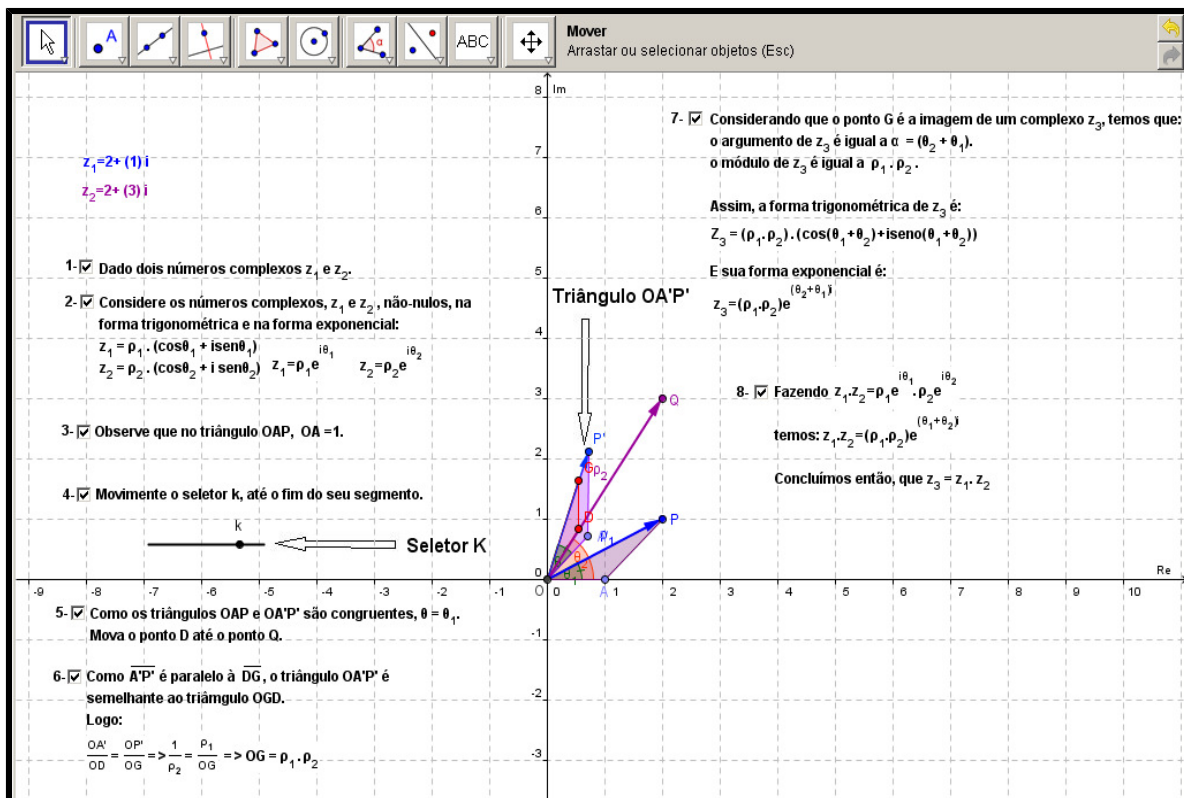 ABC
Mover
Arrastar ou selecionar objetos (Esc)
z₁=2+ (1) i
z₂=2+ (3) i
1- Dado dois números complexos z₁ e z₂.
2- Considere os números complexos, z₁ e z₂, não-nulos, na
forma trigonométrica e na forma exponencial:
z₁ = ρ₁ . (cosθ₁ + isenθ₁)
z₂ = ρ₂ . (cosθ₂ + i senθ₂) z₁=ρ₁e^iθ₁ z₂=ρ₂e^iθ₂
3- Observe que no triângulo OAP, OA =1.
4- Movimente o seletor k, até o fim do seu segmento.
k
Seletor K
5- Como os triângulos OAP e OA'P' são congruentes, θ = θ₁.
Mova o ponto D até o ponto Q.
6- Como A'P' é paralelo à DG, o triângulo OA'P' é
semelhante ao triâmgulo OGD.
Logo:
OA'/OD = OP'/OG => 1/ρ₂ = ρ₁/OG => OG = ρ₁.ρ₂
7- Considerando que o ponto G é a imagem de um complexo z₃, temos que:
o argumento de z₃ é igual a α = (θ₂ + θ₁).
o módulo de z₃ é igual a ρ₁ . ρ₂ .
Assim, a forma trigonométrica de z₃ é:
Z₃ = (ρ₁.ρ₂).(cos(θ₁+θ₂)+iseno(θ₁+θ₂))
E sua forma exponencial é:
z₃=(ρ₁.ρ₂)e^(θ₂+θ₁)i
8- Fazendo z₁.z₂=ρ₁e^iθ₁.ρ₂e^iθ₂
temos: z₁.z₂=(ρ₁.ρ₂)e^(θ₁+θ₂)i
Concluímos então, que z₃ = z₁. z₂
Triângulo OA'P'
Im
8
7
6
5
4
3
2
1
0
-1
-2
-3
Re
-9 -8 -7 -6 -5 -4 -3 -2 -1 0 1 2 3 4 5 6 7 8 9 10
P'
Q
G
ρ₂
D
P
ρ₁
O
A